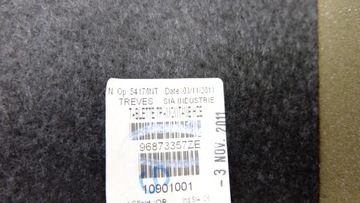 N Op :54174INT Date :03/11/2011
TREVES SIA INDUSTRIE
96873357ZE
10901001
- 3 NOV. 2011